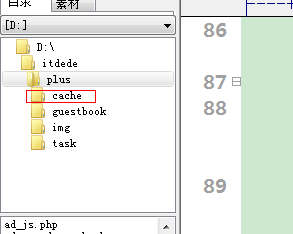 目录 素材
[D:]
D:\
itdede
plus
cache
guestbook
img
task
ad_js.php
86
87
88
89